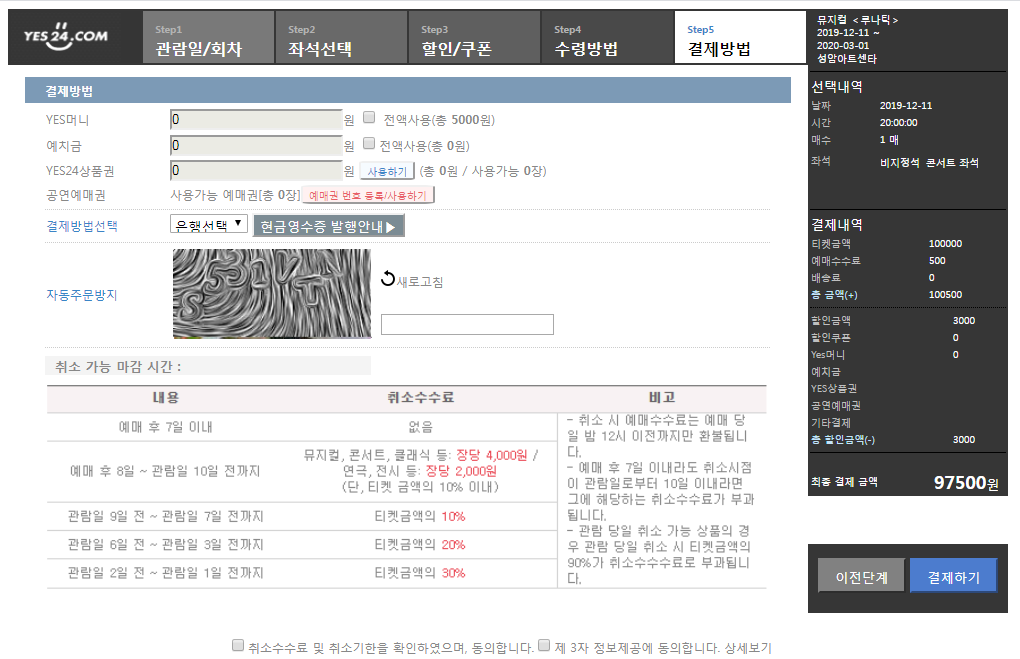 YES24.COM
Step1
관람일/회차
Step2
좌석선택
Step3
할인/쿠폰
Step4
수령방법
Step5
결제방법
뮤지컬 <루나틱>
2019-12-11 ~
2020-03-01
성암아트센타
결제방법
YES머니 0 원 전액사용(총 5000원)
예치금 0 원 전액사용(총 0원)
YES24상품권 0 원 사용하기 (총 0원 / 사용가능 0장)
공연예매권 사용가능 예매권[총 0장] 예매권 번호 등록/사용하기
결제방법선택 은행선택 ▼ 현금영수증 발행안내▶
자동주문방지
새로고침
취소 가능 마감 시간 :
내용 취소수수료 비고
예매 후 7일 이내 없음
예매 후 8일 ~ 관람일 10일 전까지
뮤지컬, 콘서트, 클래식 등: 장당 4,000원 /
연극, 전시 등: 장당 2,000원
(단, 티켓 금액의 10% 이내)
관람일 9일 전 ~ 관람일 7일 전까지 티켓금액의 10%
관람일 6일 전 ~ 관람일 3일 전까지 티켓금액의 20%
관람일 2일 전 ~ 관람일 1일 전까지 티켓금액의 30%
- 취소 시 예매수수료는 예매 당
일 밤 12시 이전까지만 환불됩니
다.
- 예매 후 7일 이내라도 취소시점
이 관람일로부터 10일 이내라면
그에 해당하는 취소수수료가 부과
됩니다.
- 관람 당일 취소 가능 상품의 경
우 관람 당일 취소 시 티켓금액의
90%가 취소수수수료로 부과됩니
다.
취소수수료 및 취소기한을 확인하였으며, 동의합니다. 제 3자 정보제공에 동의합니다. 상세보기
선택내역
날짜 2019-12-11
시간 20:00:00
매수 1 매
좌석 비지정석 콘서트 좌석
결제내역
티켓금액 100000
예매수수료 500
배송료 0
총 금액(+) 100500
할인금액 3000
할인쿠폰 0
Yes머니 0
예치금
YES상품권
공연예매권
기타결제
총 할인금액(-) 3000
최종 결제 금액 97500원
이전단계 결제하기